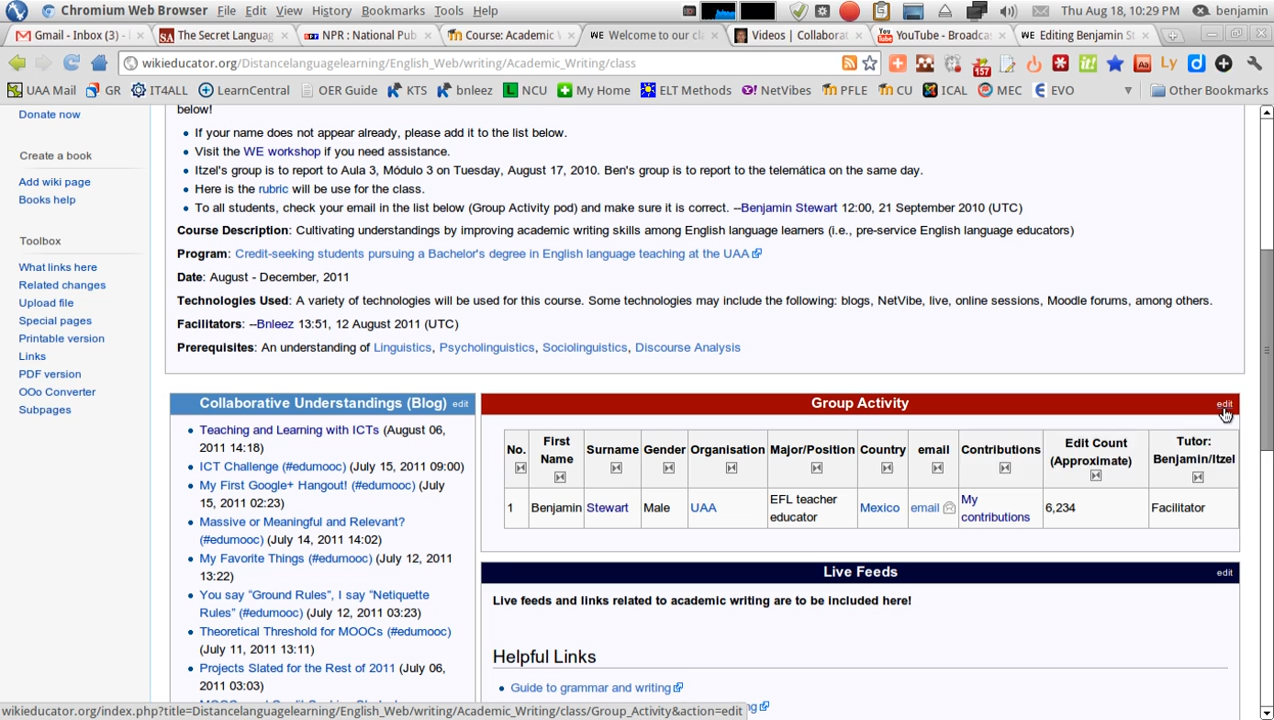 Chromium Web Browser File Edit View History Bookmarks Tools Help Thu Aug 18, 10:29 PM benjamin
Gmail - Inbox (3) - The Secret Languag NPR : National Pub Course: Academic Welcome to our cl Videos | Collaborat YouTube - Broadca Editing Benjamin St
wikieducator.org/Distancelanguagelearning/English_Web/writing/Academic_Writing/class
UAA Mail GR IT4ALL LearnCentral OER Guide KTS bnleez NCU My Home ELT Methods NetVibes PFLE CU ICAL MEC EVO Other Bookmarks
Donate now
Create a book
Add wiki page
Books help
Toolbox
What links here
Related changes
Upload file
Special pages
Printable version
Links
PDF version
OOo Converter
Subpages
below!
If your name does not appear already, please add it to the list below.
Visit the WE workshop if you need assistance.
Itzel's group is to report to Aula 3, Módulo 3 on Tuesday, August 17, 2010. Ben's group is to report to the telemática on the same day.
Here is the rubric will be use for the class.
To all students, check your email in the list below (Group Activity pod) and make sure it is correct. --Benjamin Stewart 12:00, 21 September 2010 (UTC)
Course Description: Cultivating understandings by improving academic writing skills among English language learners (i.e., pre-service English language educators)
Program: Credit-seeking students pursuing a Bachelor's degree in English language teaching at the UAA
Date: August - December, 2011
Technologies Used: A variety of technologies will be used for this course. Some technologies may include the following: blogs, NetVibe, live, online sessions, Moodle forums, among others.
Facilitators: --Bnleez 13:51, 12 August 2011 (UTC)
Prerequisites: An understanding of Linguistics, Psycholinguistics, Sociolinguistics, Discourse Analysis
Collaborative Understandings (Blog) edit
Teaching and Learning with ICTs (August 06,
2011 14:18)
ICT Challenge (#edumooc) (July 15, 2011 09:00)
My First Google+ Hangout! (#edumooc) (July
15, 2011 02:23)
Massive or Meaningful and Relevant?
(#edumooc) (July 14, 2011 14:02)
My Favorite Things (#edumooc) (July 12, 2011
13:22)
You say "Ground Rules", I say "Netiquette
Rules" (#edumooc) (July 12, 2011 03:23)
Theoretical Threshold for MOOCs (#edumooc)
(July 11, 2011 13:11)
Projects Slated for the Rest of 2011 (July 06,
2011 03:03)
Group Activity edit
No. First Name Surname Gender Organisation Major/Position Country email Contributions Edit Count (Approximate) Tutor: Benjamin/Itzel
1 Benjamin Stewart Male UAA EFL teacher educator Mexico email My contributions 6,234 Facilitator
Live Feeds edit
Live feeds and links related to academic writing are to be included here!
Helpful Links
Guide to grammar and writing
wikieducator.org/index.php?title=Distancelanguagelearning/English_Web/writing/Academic_Writing/class/Group_Activity&action=edit